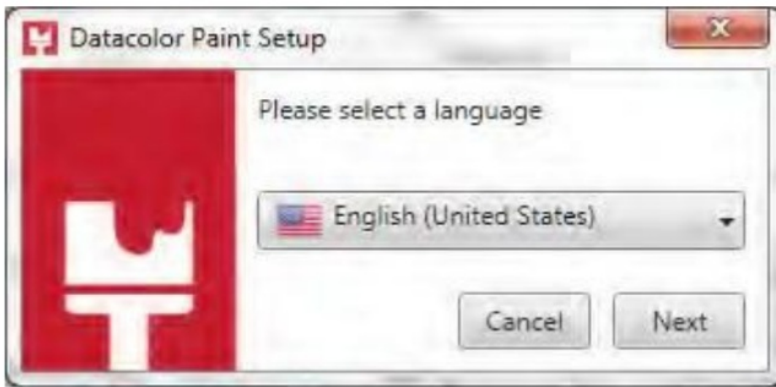 Datacolor Paint Setup
Please select a language
English (United States)
Cancel
Next